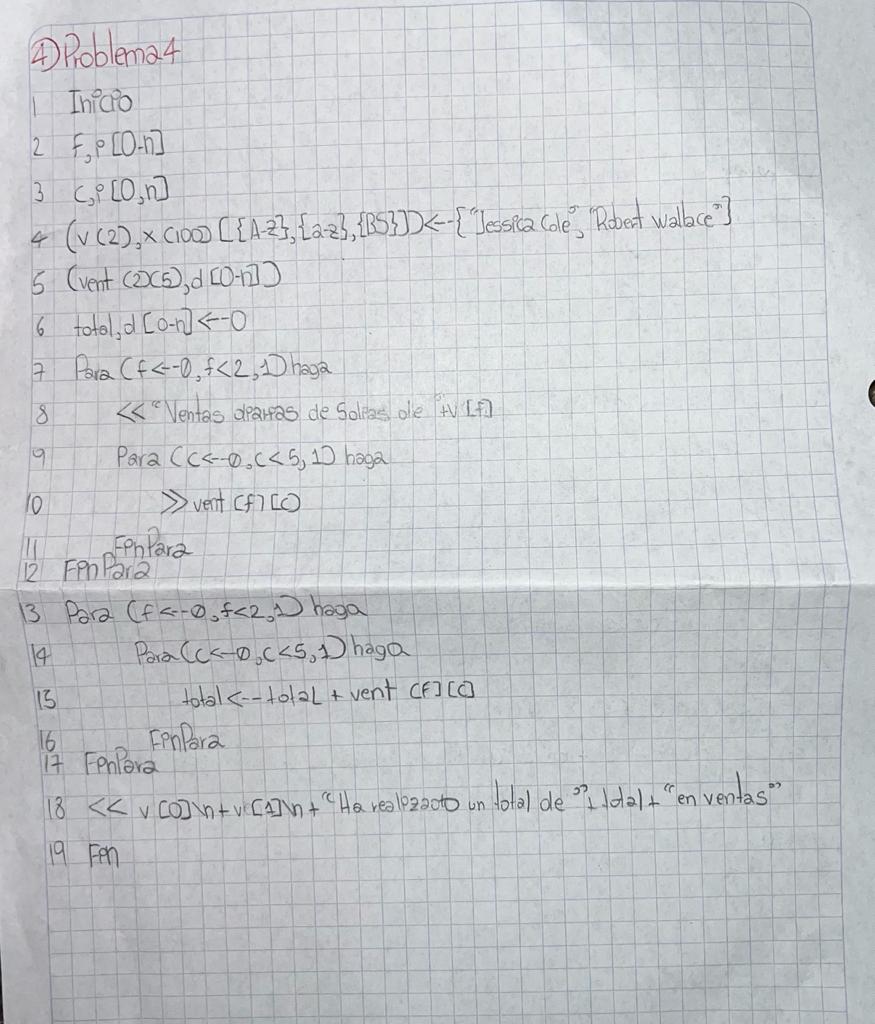 4) Problema 4
1 Inicio
2 f,i [0-n]
3 c,i [0,n]
4 (v (2), x (100) [{A-z},{a-z},{BS}]) <-- {"Jessica Cole", "Robert Wallace"}
5 (vent (2)(5), d [0-n])
6 total, d [0-n] <-- 0
7 Para (f <-- 0, f<2, 1) haga
8 << "Ventas diarias de de " +v [f]
9 Para (c <-- 0, c<5, 1) haga
10 >> vent [f] [c]
11 FinPara
12 FinPara
13 Para (f <-- 0, f<2, 1) haga
14 Para (c <-- 0, c<5, 1) haga
15 total <-- total + vent [f] [c]
16 FinPara
17 FinPara
18 << v [0] \n + v [1] \n + "Ha realizado un total de " + total + "en ventas"
19 Fin